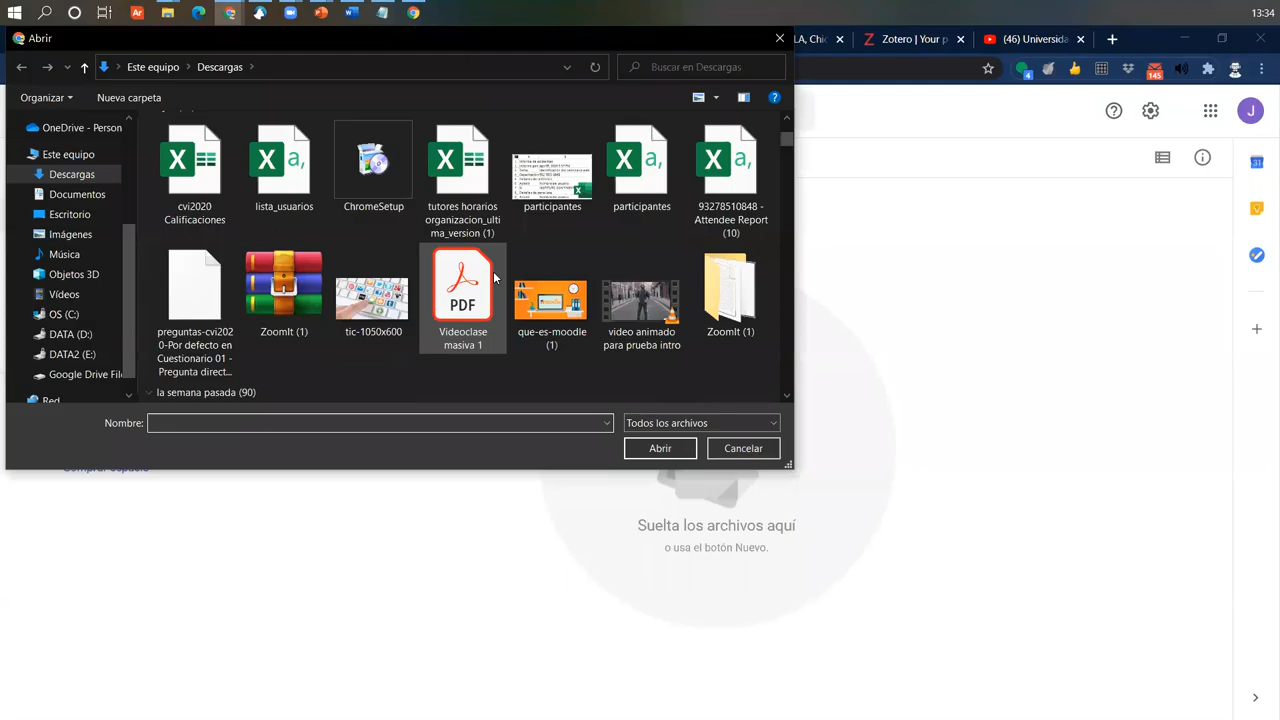 13:34
Abrir
LA, Chic
Zotero | Your p
(46) Universida
Este equipo
Descargas
Buscar en Descargas
145
4
Organizar
Nueva carpeta
OneDrive - Person
Este equipo
Descargas
Documentos
Escritorio
Imágenes
Música
Objetos 3D
Vídeos
OS (C:)
DATA (D:)
DATA2 (E:)
Google Drive File
Red
cvi2020
Calificaciones
lista_usuarios
ChromeSetup
tutores horarios
organizacion_ulti
ma_version (1)
participantes
participantes
93278510848 -
Attendee Report
(10)
preguntas-cvi202
0-Por defecto en
Cuestionario 01 -
Pregunta direct...
ZoomIt (1)
tic-1050x600
PDF
Videoclase
masiva 1
que-es-moodle
(1)
video animado
para prueba intro
ZoomIt (1)
la semana pasada (90)
Nombre:
Todos los archivos
Abrir
Cancelar
Comprar espacio
Suelta los archivos aquí
o usa el botón Nuevo.
J